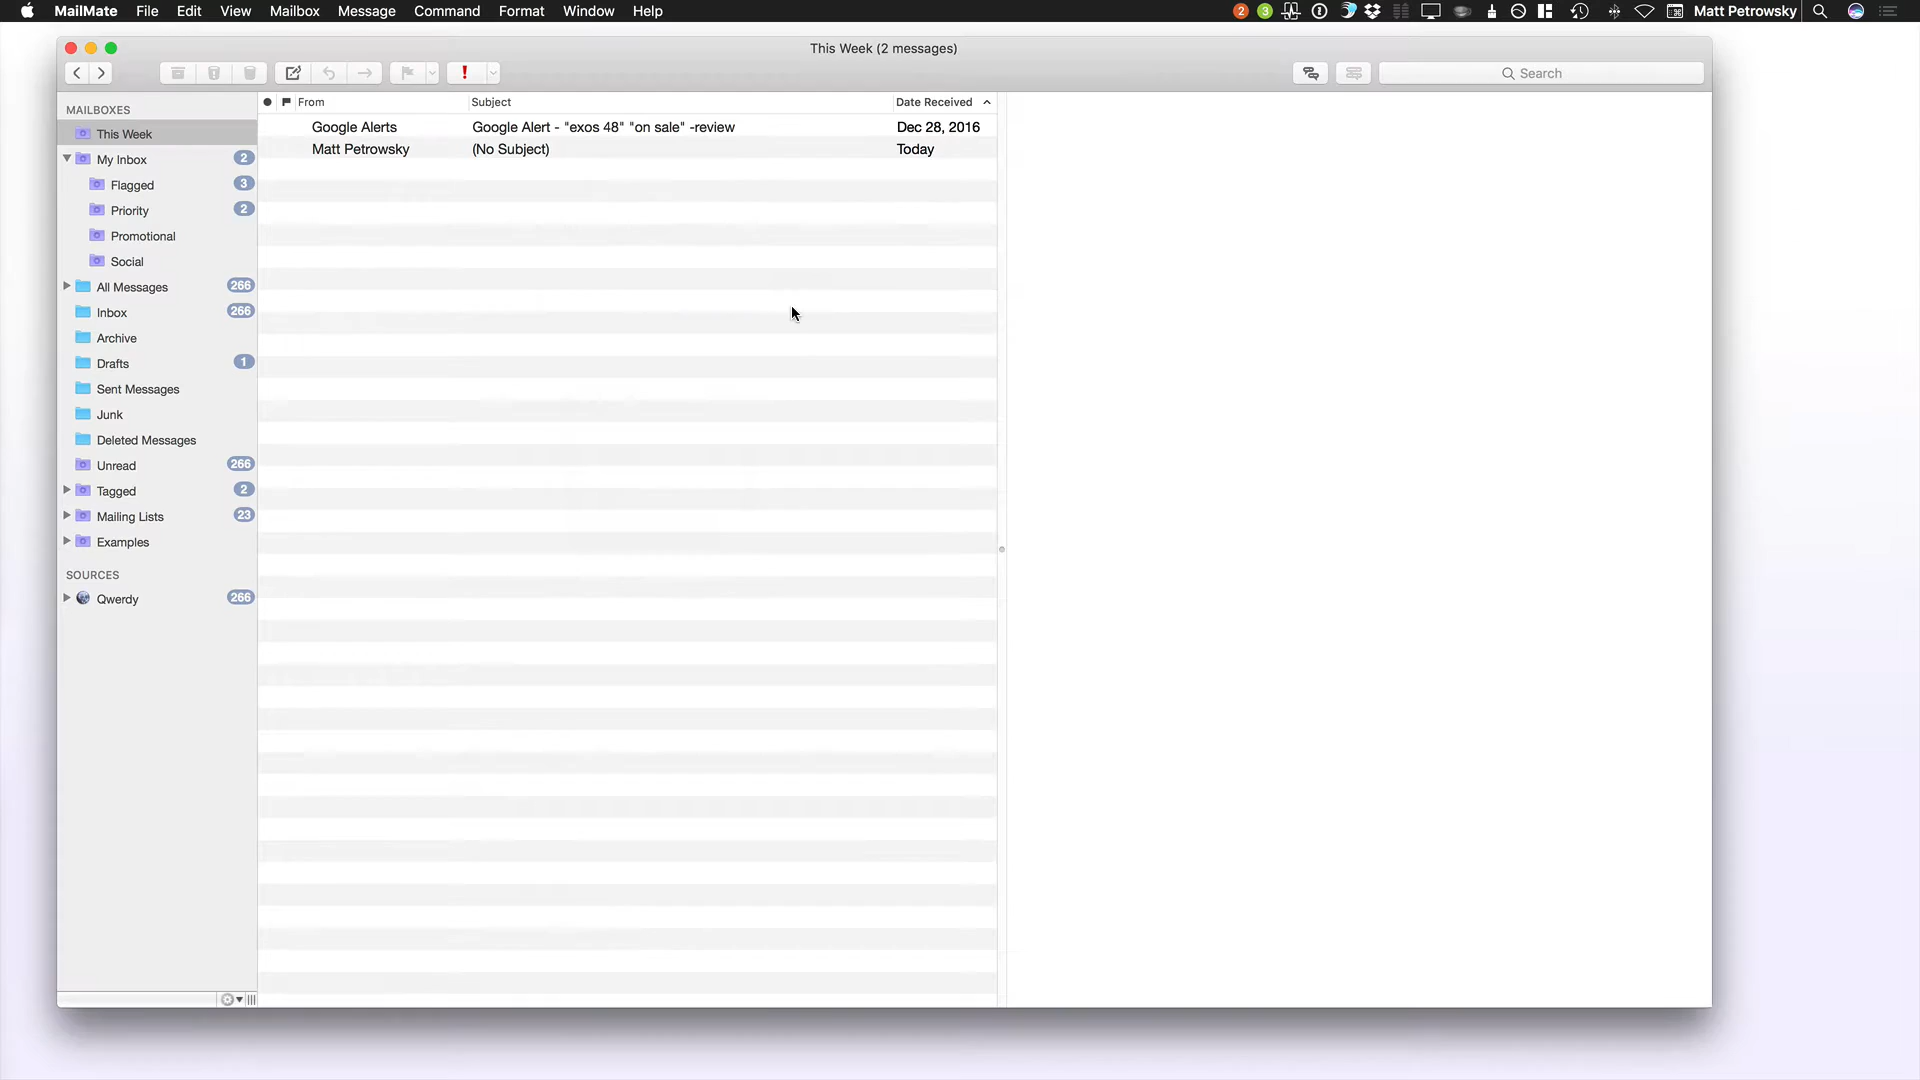 MailMate File Edit View Mailbox Message Command Format Window Help 2 3 Matt Petrowsky
This Week (2 messages)
Search
MAILBOXES
This Week
My Inbox 2
Flagged 3
Priority 2
Promotional
Social
All Messages 266
Inbox 266
Archive
Drafts 1
Sent Messages
Junk
Deleted Messages
Unread 266
Tagged 2
Mailing Lists 23
Examples
SOURCES
Qwerdy 266
From Subject Date Received
Google Alerts Google Alert - "exos 48" "on sale" -review Dec 28, 2016
Matt Petrowsky (No Subject) Today